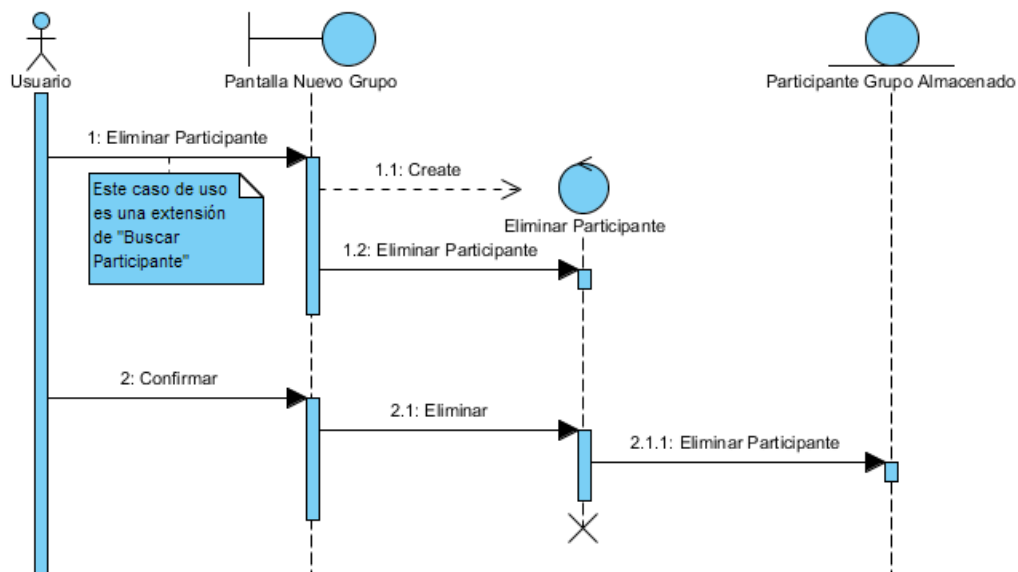 Usuario
Pantalla Nuevo Grupo
Participante Grupo Almacenado
1: Eliminar Participante
1.1: Create
Este caso de uso
es una extensión
de "Buscar
Participante"
Eliminar Participante
1.2: Eliminar Participante
2: Confirmar
2.1: Eliminar
2.1.1: Eliminar Participante